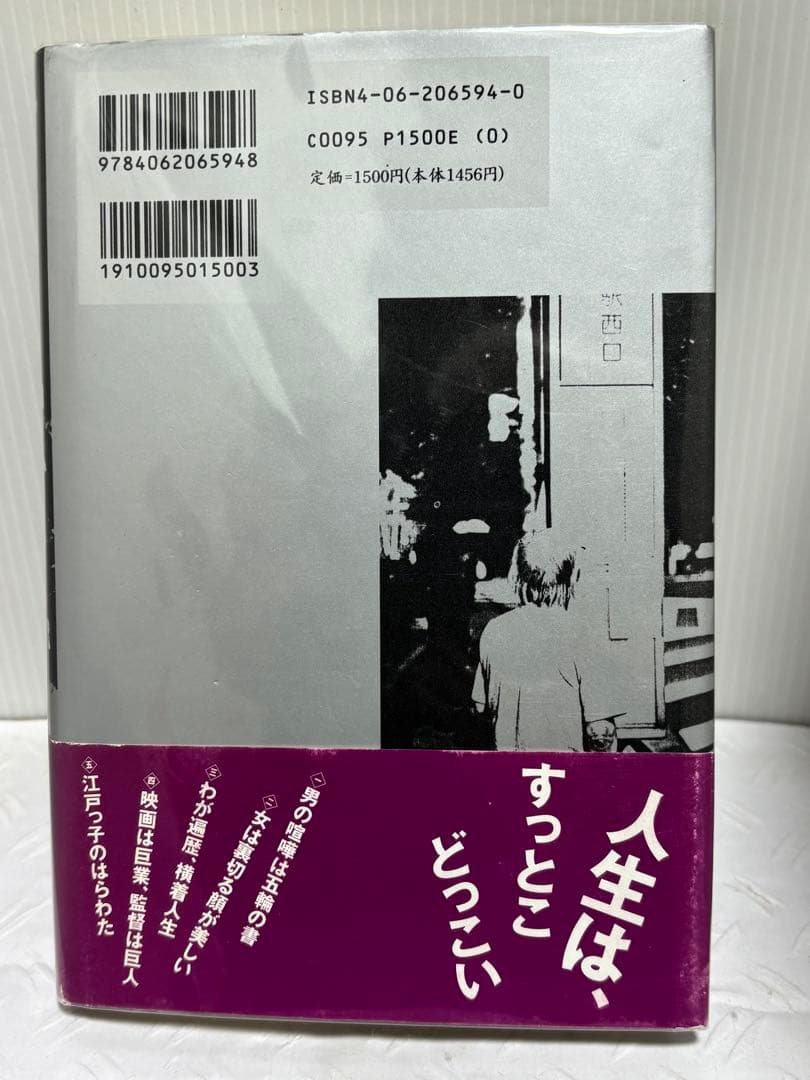 9784062065948
1910095015003
ISBN4-06-206594-0
C0095 P1500E (0)
定価=1500円(本体1456円)
駅西口
人生は、
すっとこ
どっこい
一 男の喧嘩は五輪の書
二 女は裏切る顔が美しい
三 わが遍歴、横着人生
四 映画は巨業、監督は巨人
五 江戸っ子のはらわた